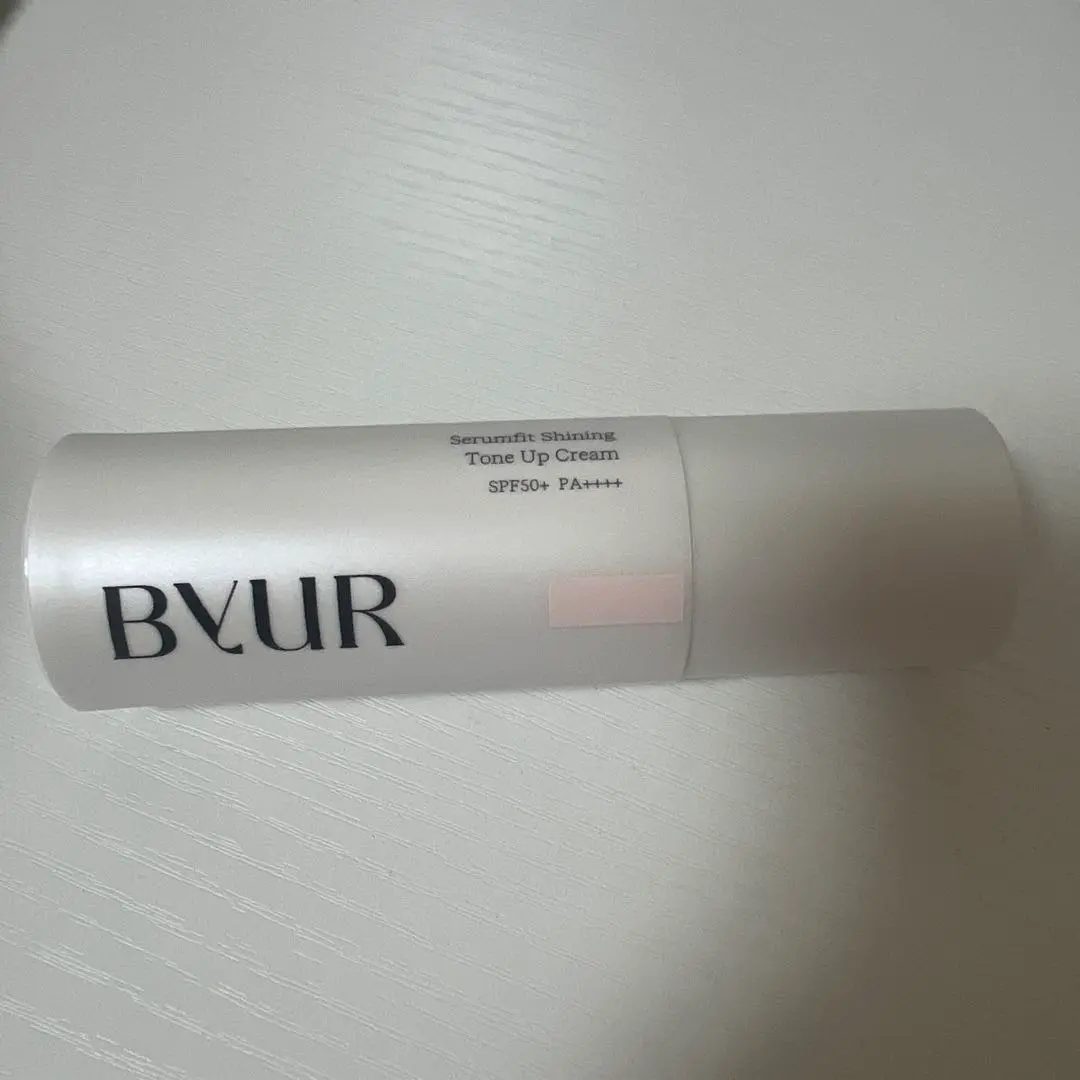 Serumfit Shining
Tone Up Cream
SPF50+ PA++++
BYUR